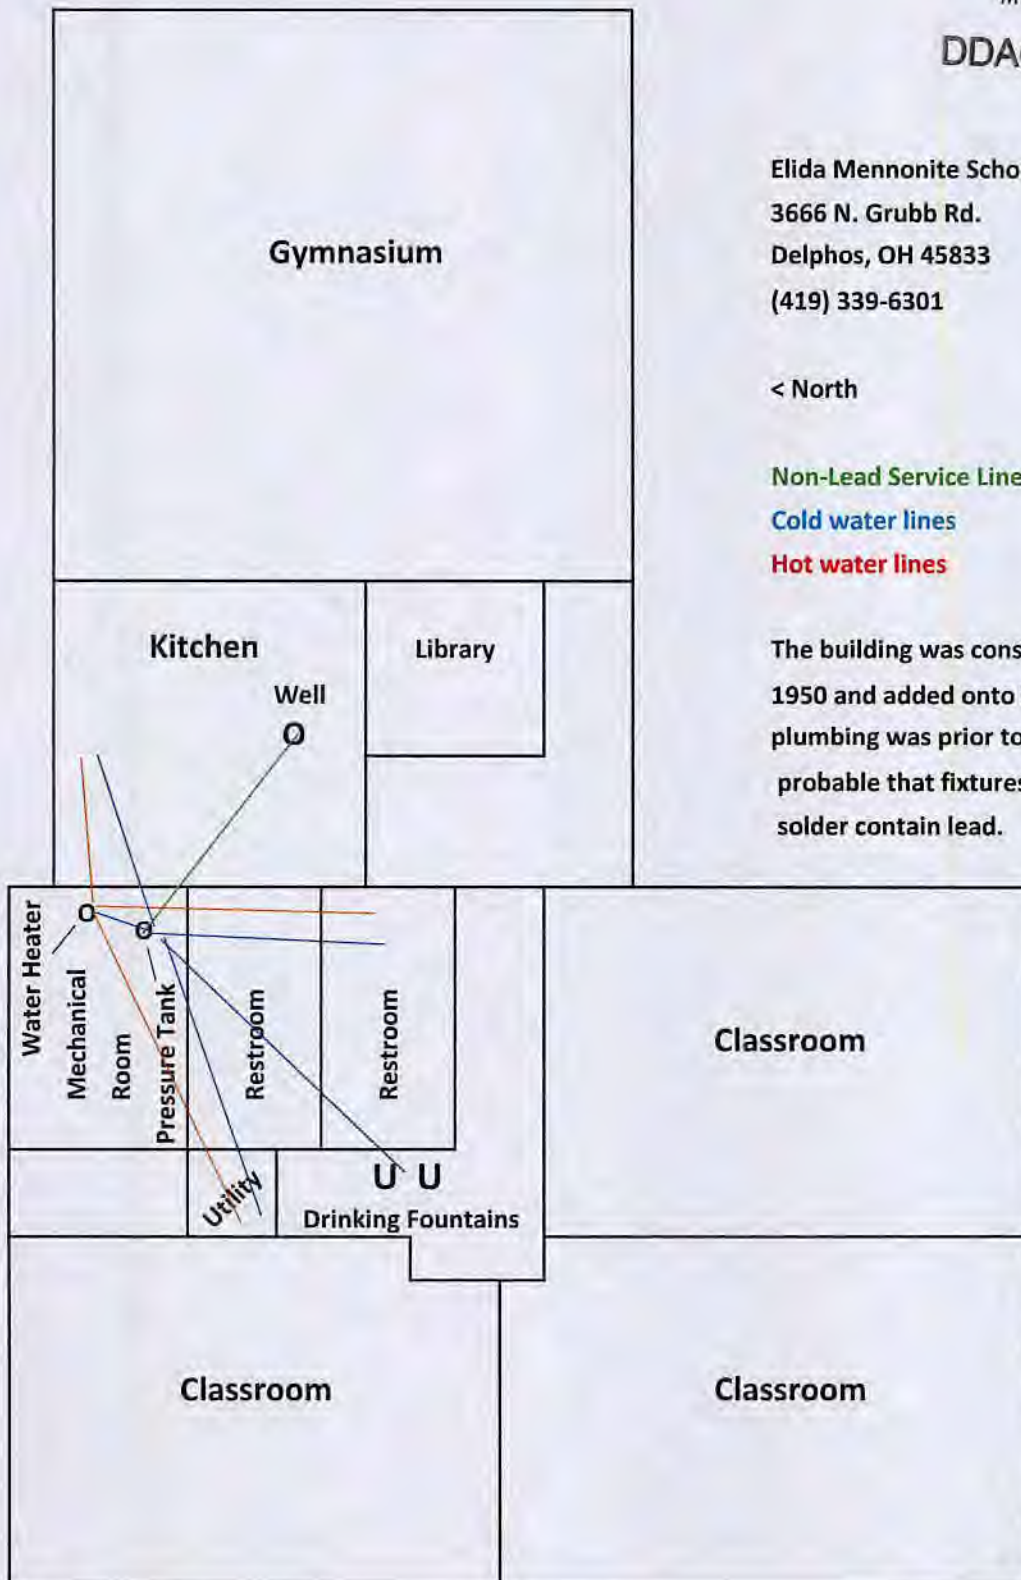 DDA
Elida Mennonite Scho
3666 N. Grubb Rd.
Delphos, OH 45833
(419) 339-6301
< North
Non-Lead Service Line
Cold water lines
Hot water lines
The building was cons
1950 and added onto
plumbing was prior to
probable that fixtures
solder contain lead.
Gymnasium
Kitchen
Library
Well
O
Water Heater
O
Mechanical
Room
O
Pressure Tank
Restroom
Restroom
Utility
U U
Drinking Fountains
Classroom
Classroom
Classroom